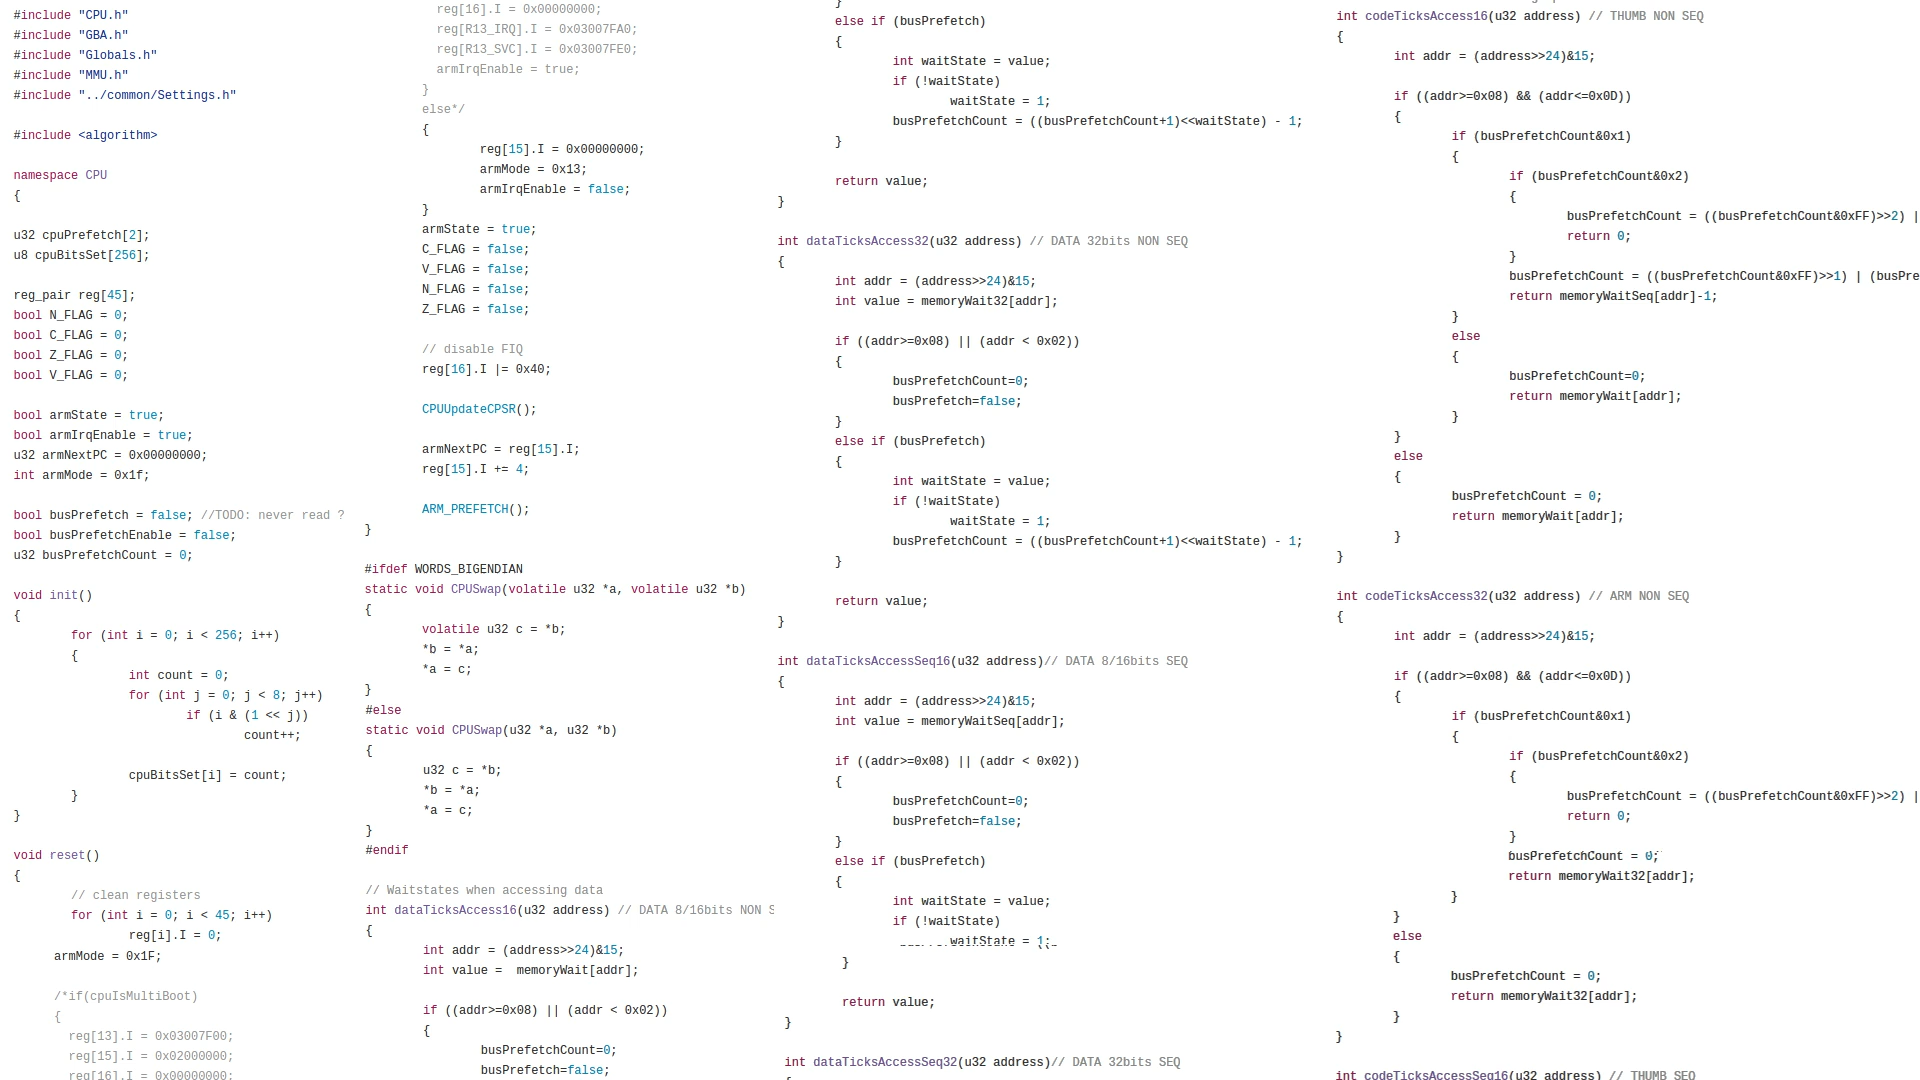 #include "CPU.h"
#include "GBA.h"
#include "Globals.h"
#include "MMU.h"
#include "../common/Settings.h"

#include <algorithm>

namespace CPU
{

u32 cpuPrefetch[2];
u8 cpuBitsSet[256];

reg_pair reg[45];
bool N_FLAG = 0;
bool C_FLAG = 0;
bool Z_FLAG = 0;
bool V_FLAG = 0;

bool armState = true;
bool armIrqEnable = true;
u32 armNextPC = 0x00000000;
int armMode = 0x1f;

bool busPrefetch = false; //TODO: never read ?
bool busPrefetchEnable = false;
u32 busPrefetchCount = 0;

void init()
{
for (int i = 0; i < 256; i++)
{
int count = 0;
for (int j = 0; j < 8; j++)
if (i & (1 << j))
count++;

cpuBitsSet[i] = count;
}
}

void reset()
{
// clean registers
for (int i = 0; i < 45; i++)
reg[i].I = 0;
armMode = 0x1F;

/*if(cpuIsMultiBoot)
{
reg[13].I = 0x03007F00;
reg[15].I = 0x02000000;
reg[16].I = 0x00000000;
reg[16].I = 0x00000000;
reg[R13_IRQ].I = 0x03007FA0;
reg[R13_SVC].I = 0x03007FE0;
armIrqEnable = true;
}
else*/
{
reg[15].I = 0x00000000;
armMode = 0x13;
armIrqEnable = false;
}
armState = true;
C_FLAG = false;
V_FLAG = false;
N_FLAG = false;
Z_FLAG = false;

// disable FIQ
reg[16].I |= 0x40;

CPUUpdateCPSR();

armNextPC = reg[15].I;
reg[15].I += 4;

ARM_PREFETCH();
}

#ifdef WORDS_BIGENDIAN
static void CPUSwap(volatile u32 *a, volatile u32 *b)
{
volatile u32 c = *b;
*b = *a;
*a = c;
}
#else
static void CPUSwap(u32 *a, u32 *b)
{
u32 c = *b;
*b = *a;
*a = c;
}
#endif

// Waitstates when accessing data
int dataTicksAccess16(u32 address) // DATA 8/16bits NON S
{
int addr = (address>>24)&15;
int value =  memoryWait[addr];

if ((addr>=0x08) || (addr < 0x02))
{
busPrefetchCount=0;
busPrefetch=false;
}
else if (busPrefetch)
{
int waitState = value;
if (!waitState)
waitState = 1;
busPrefetchCount = ((busPrefetchCount+1)<<waitState) - 1;
}

return value;
}

int dataTicksAccess32(u32 address) // DATA 32bits NON SEQ
{
int addr = (address>>24)&15;
int value = memoryWait32[addr];

if ((addr>=0x08) || (addr < 0x02))
{
busPrefetchCount=0;
busPrefetch=false;
}
else if (busPrefetch)
{
int waitState = value;
if (!waitState)
waitState = 1;
busPrefetchCount = ((busPrefetchCount+1)<<waitState) - 1;
}

return value;
}

int dataTicksAccessSeq16(u32 address)// DATA 8/16bits SEQ
{
int addr = (address>>24)&15;
int value = memoryWaitSeq[addr];

if ((addr>=0x08) || (addr < 0x02))
{
busPrefetchCount=0;
busPrefetch=false;
}
else if (busPrefetch)
{
int waitState = value;
if (!waitState)
waitState = 1;
}

return value;
}

int dataTicksAccessSeq32(u32 address)// DATA 32bits SEQ
{
int codeTicksAccess16(u32 address) // THUMB NON SEQ
{
int addr = (address>>24)&15;

if ((addr>=0x08) && (addr<=0x0D))
{
if (busPrefetchCount&0x1)
{
if (busPrefetchCount&0x2)
{
busPrefetchCount = ((busPrefetchCount&0xFF)>>2) |
return 0;
}
busPrefetchCount = ((busPrefetchCount&0xFF)>>1) | (busPre
return memoryWaitSeq[addr]-1;
}
else
{
busPrefetchCount=0;
return memoryWait[addr];
}
}
else
{
busPrefetchCount = 0;
return memoryWait[addr];
}
}

int codeTicksAccess32(u32 address) // ARM NON SEQ
{
int addr = (address>>24)&15;

if ((addr>=0x08) && (addr<=0x0D))
{
if (busPrefetchCount&0x1)
{
if (busPrefetchCount&0x2)
{
busPrefetchCount = ((busPrefetchCount&0xFF)>>2) |
return 0;
}
busPrefetchCount = 0;
return memoryWait32[addr];
}
}
else
{
busPrefetchCount = 0;
return memoryWait32[addr];
}
}

int codeTicksAccessSeq16(u32 address) // THUMB SEQ